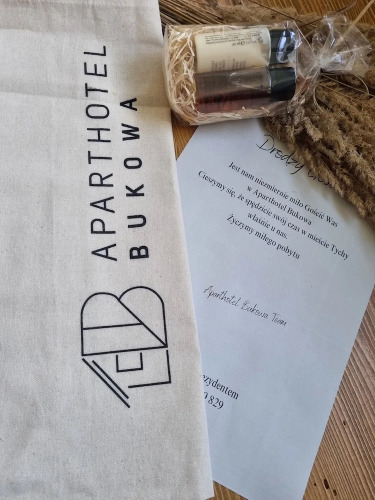 APARTHOTEL
BUKOWA
Drodzy
Jest nam niezmiernie miło Gościć Was
w Aparthotel Bukowa
Cieszymy się, że spędzicie swój czas w mieście Tychy
właśnie u nas.
Życzymy miłego pobytu
Aparthotel Bukowa Team
zydentem
829